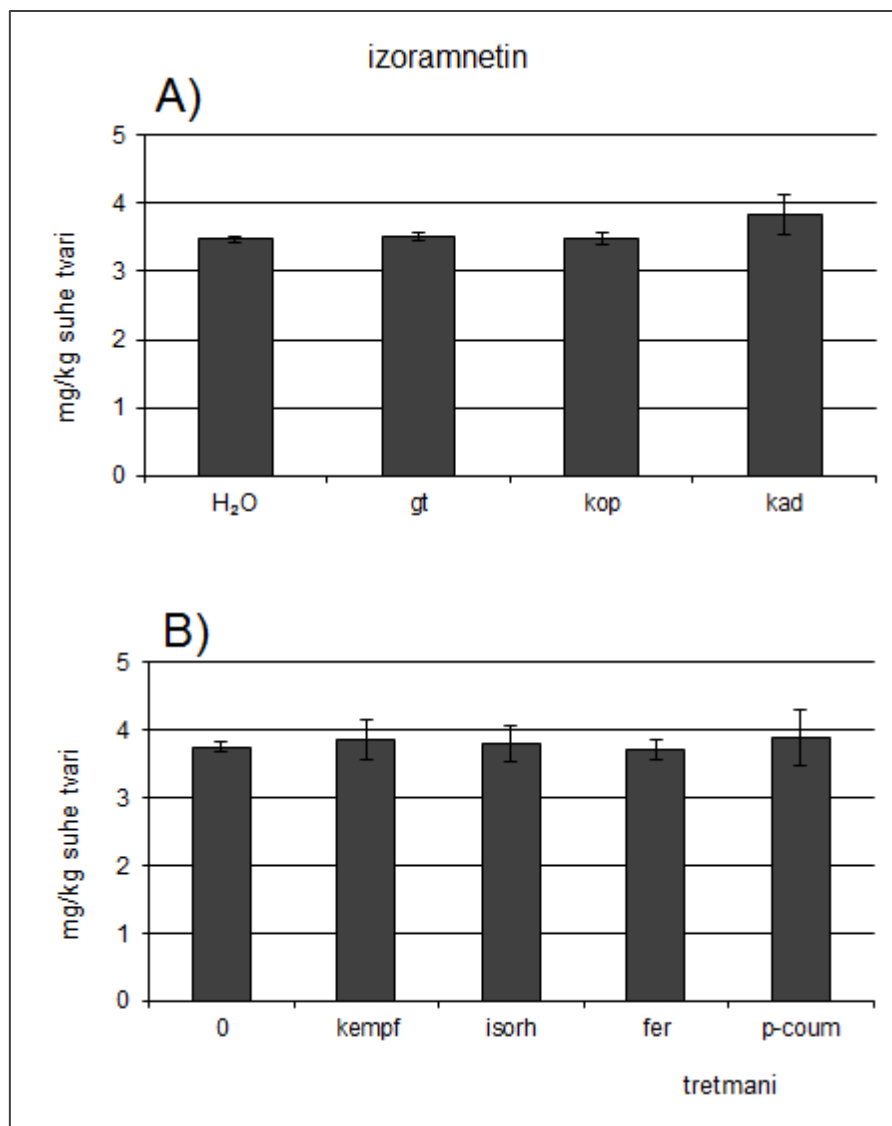 izoramnetin
A)
mg/kg suhe tvari
5
4
3
2
1
0
H₂O gt kop kad
B)
mg/kg suhe tvari
5
4
3
2
1
0
0 kempf isorh fer p-coum
tretmani